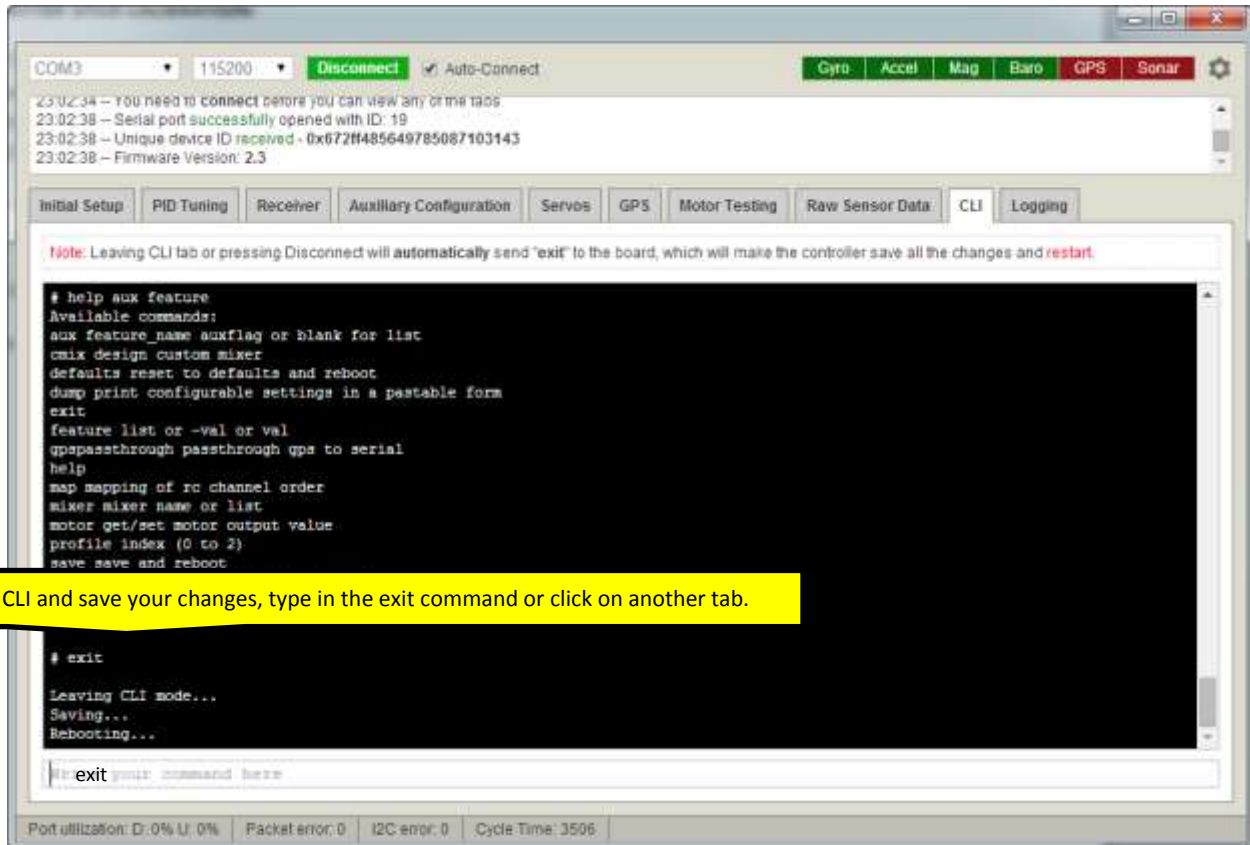 COM3 115200 Disconnect Auto-Connect Gyro Accel Mag Baro GPS Sonar
23:02:34 -- You need to connect before you can view any of the tabs
23:02:38 -- Serial port successfully opened with ID: 19
23:02:38 -- Unique device ID received - 0x672ff485649785087103143
23:02:38 -- Firmware Version: 2.3
Initial Setup PID Tuning Receiver Auxiliary Configuration Servos GPS Motor Testing Raw Sensor Data CLI Logging
Note: Leaving CLI tab or pressing Disconnect will automatically send "exit" to the board, which will make the controller save all the changes and restart.
# help aux feature
Available commands:
aux feature_name auxflag or blank for list
cmix design custom mixer
defaults reset to defaults and reboot
dump print configurable settings in a pastable form
exit
feature list or -val or val
gpspassthrough passthrough gps to serial
help
map mapping of rc channel order
mixer mixer name or list
motor get/set motor output value
profile index (0 to 2)
save save and reboot
CLI and save your changes, type in the exit command or click on another tab.
# exit
Leaving CLI mode...
Saving...
Rebooting...
exit your command here
Port utilization: D: 0% U: 0% Packet error: 0 I2C error: 0 Cycle Time: 3506